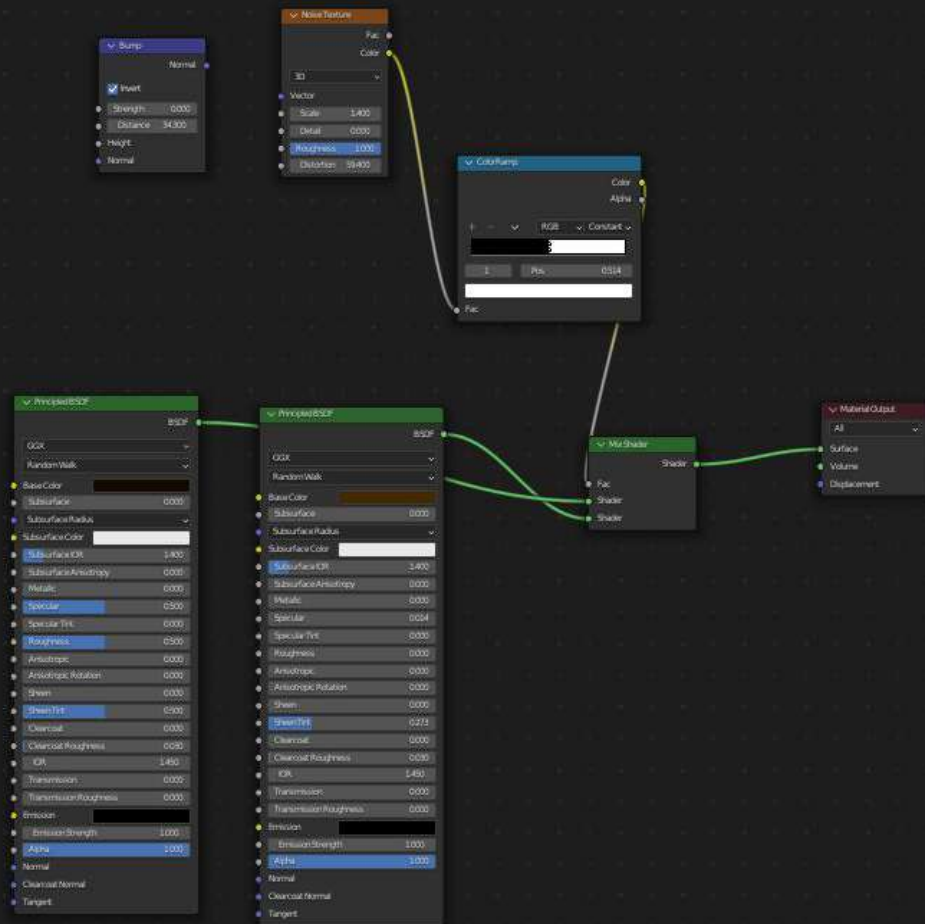 Bump
Normal
Invert
Strength 0.000
Distance 34.300
Height
Normal
Noise Texture
Fac
Color
3D
Vector
Scale 1.400
Detail 0.000
Roughness 1.000
Distortion 59.400
ColorRamp
Color
Alpha
+ −
RGB Constant
1 Pos 0.514
Fac
Principled BSDF
BSDF
GGX
Random Walk
Base Color
Subsurface 0.000
Subsurface Radius
Subsurface Color
Subsurface IOR 1.400
Subsurface Anisotropy 0.000
Metallic 0.000
Specular 0.500
Specular Tint 0.000
Roughness 0.500
Anisotropic 0.000
Anisotropic Rotation 0.000
Sheen 0.000
Sheen Tint 0.500
Clearcoat 0.000
Clearcoat Roughness 0.030
IOR 1.450
Transmission 0.000
Transmission Roughness 0.000
Emission
Emission Strength 1.000
Alpha 1.000
Normal
Clearcoat Normal
Tangent
Principled BSDF
BSDF
GGX
Random Walk
Base Color
Subsurface 0.000
Subsurface Radius
Subsurface Color
Subsurface IOR 1.400
Subsurface Anisotropy 0.000
Metallic 0.000
Specular 0.014
Specular Tint 0.000
Roughness 0.000
Anisotropic 0.000
Anisotropic Rotation 0.000
Sheen 0.000
Sheen Tint 0.273
Clearcoat 0.000
Clearcoat Roughness 0.030
IOR 1.450
Transmission 0.000
Transmission Roughness 0.000
Emission
Emission Strength 1.000
Alpha 1.000
Normal
Clearcoat Normal
Tangent
Mix Shader
Shader
Fac
Shader
Shader
Material Output
All
Surface
Volume
Displacement